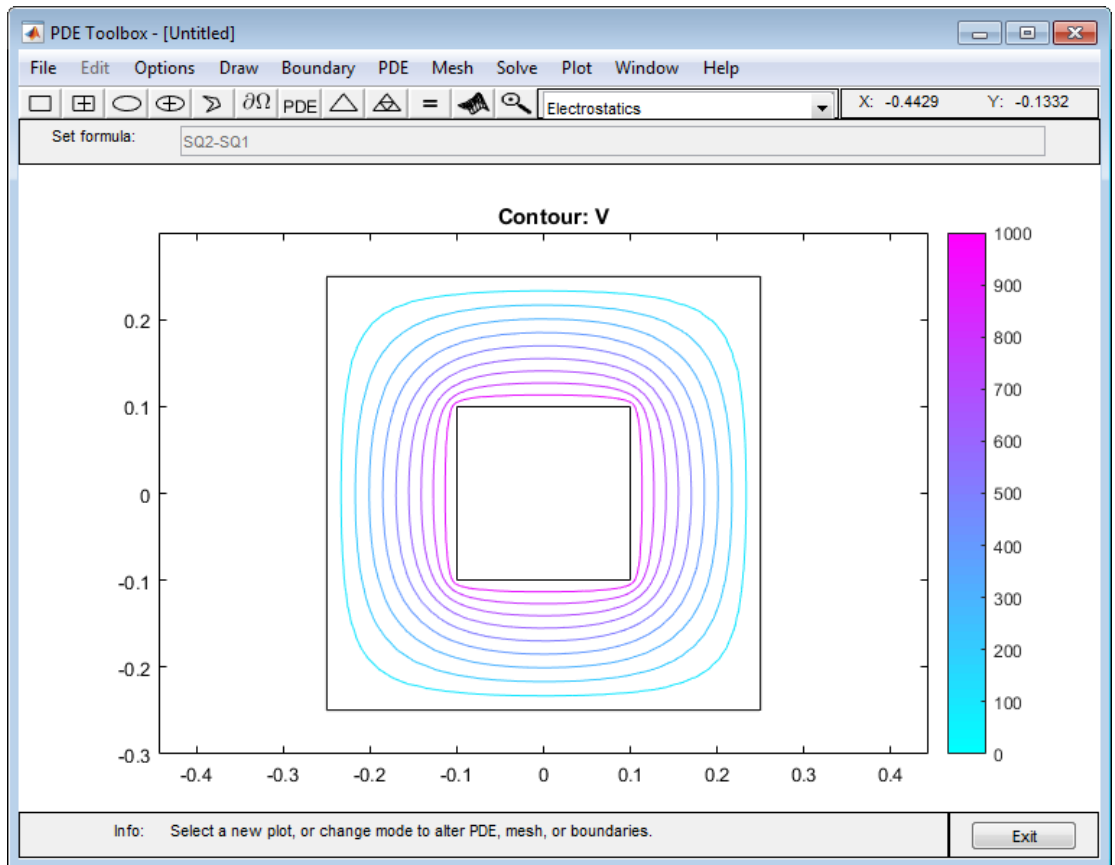 PDE Toolbox - [Untitled]
File Edit Options Draw Boundary PDE Mesh Solve Plot Window Help
∂Ω PDE = Electrostatics X: -0.4429 Y: -0.1332
Set formula: SQ2-SQ1
Contour: V
1000
900
800
700
600
500
400
300
200
100
0
0.2
0.1
0
-0.1
-0.2
-0.3
-0.4 -0.3 -0.2 -0.1 0 0.1 0.2 0.3 0.4
Info: Select a new plot, or change mode to alter PDE, mesh, or boundaries.
Exit